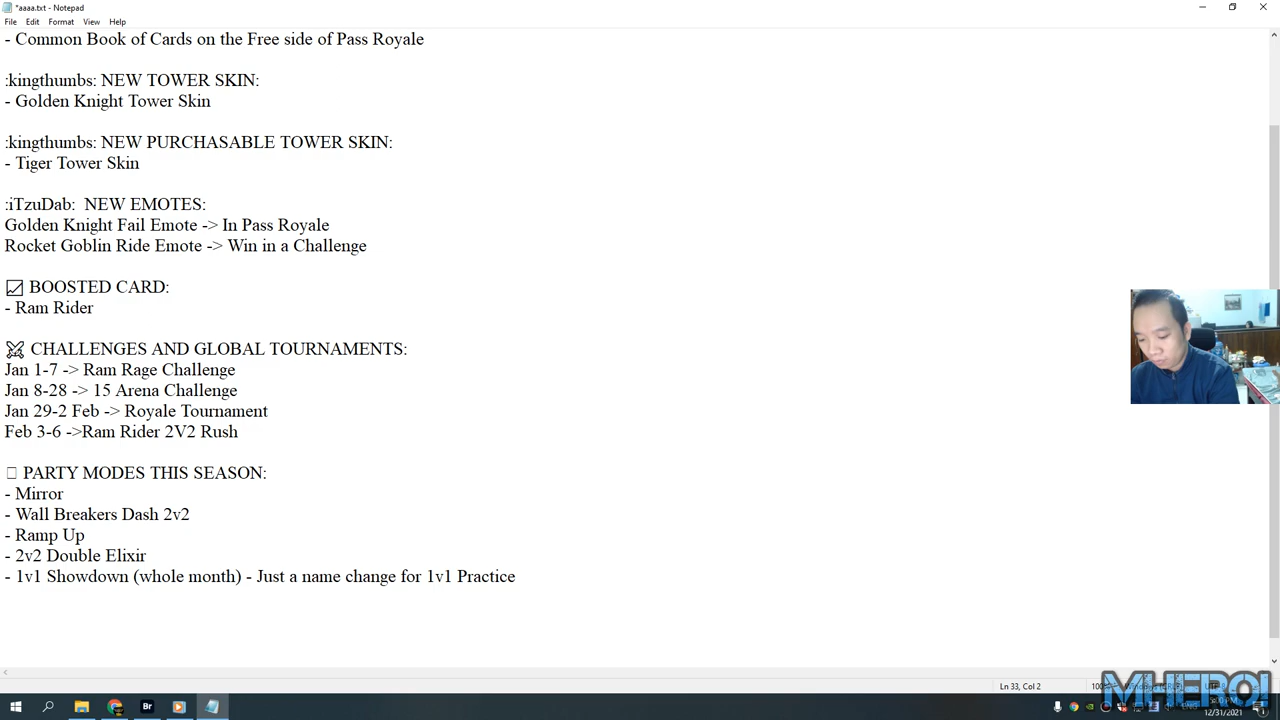 *aaaa.txt - Notepad
File Edit Format View Help
- Common Book of Cards on the Free side of Pass Royale
:kingthumbs: NEW TOWER SKIN:
- Golden Knight Tower Skin
:kingthumbs: NEW PURCHASABLE TOWER SKIN:
- Tiger Tower Skin
:iTzuDab:  NEW EMOTES:
Golden Knight Fail Emote -> In Pass Royale
Rocket Goblin Ride Emote -> Win in a Challenge
BOOSTED CARD:
- Ram Rider
CHALLENGES AND GLOBAL TOURNAMENTS:
Jan 1-7 -> Ram Rage Challenge
Jan 8-28 -> 15 Arena Challenge
Jan 29-2 Feb -> Royale Tournament
Feb 3-6 ->Ram Rider 2V2 Rush
PARTY MODES THIS SEASON:
- Mirror
- Wall Breakers Dash 2v2
- Ramp Up
- 2v2 Double Elixir
- 1v1 Showdown (whole month) - Just a name change for 1v1 Practice
Ln 33, Col 2
MHEROI
Br
12/31/2021